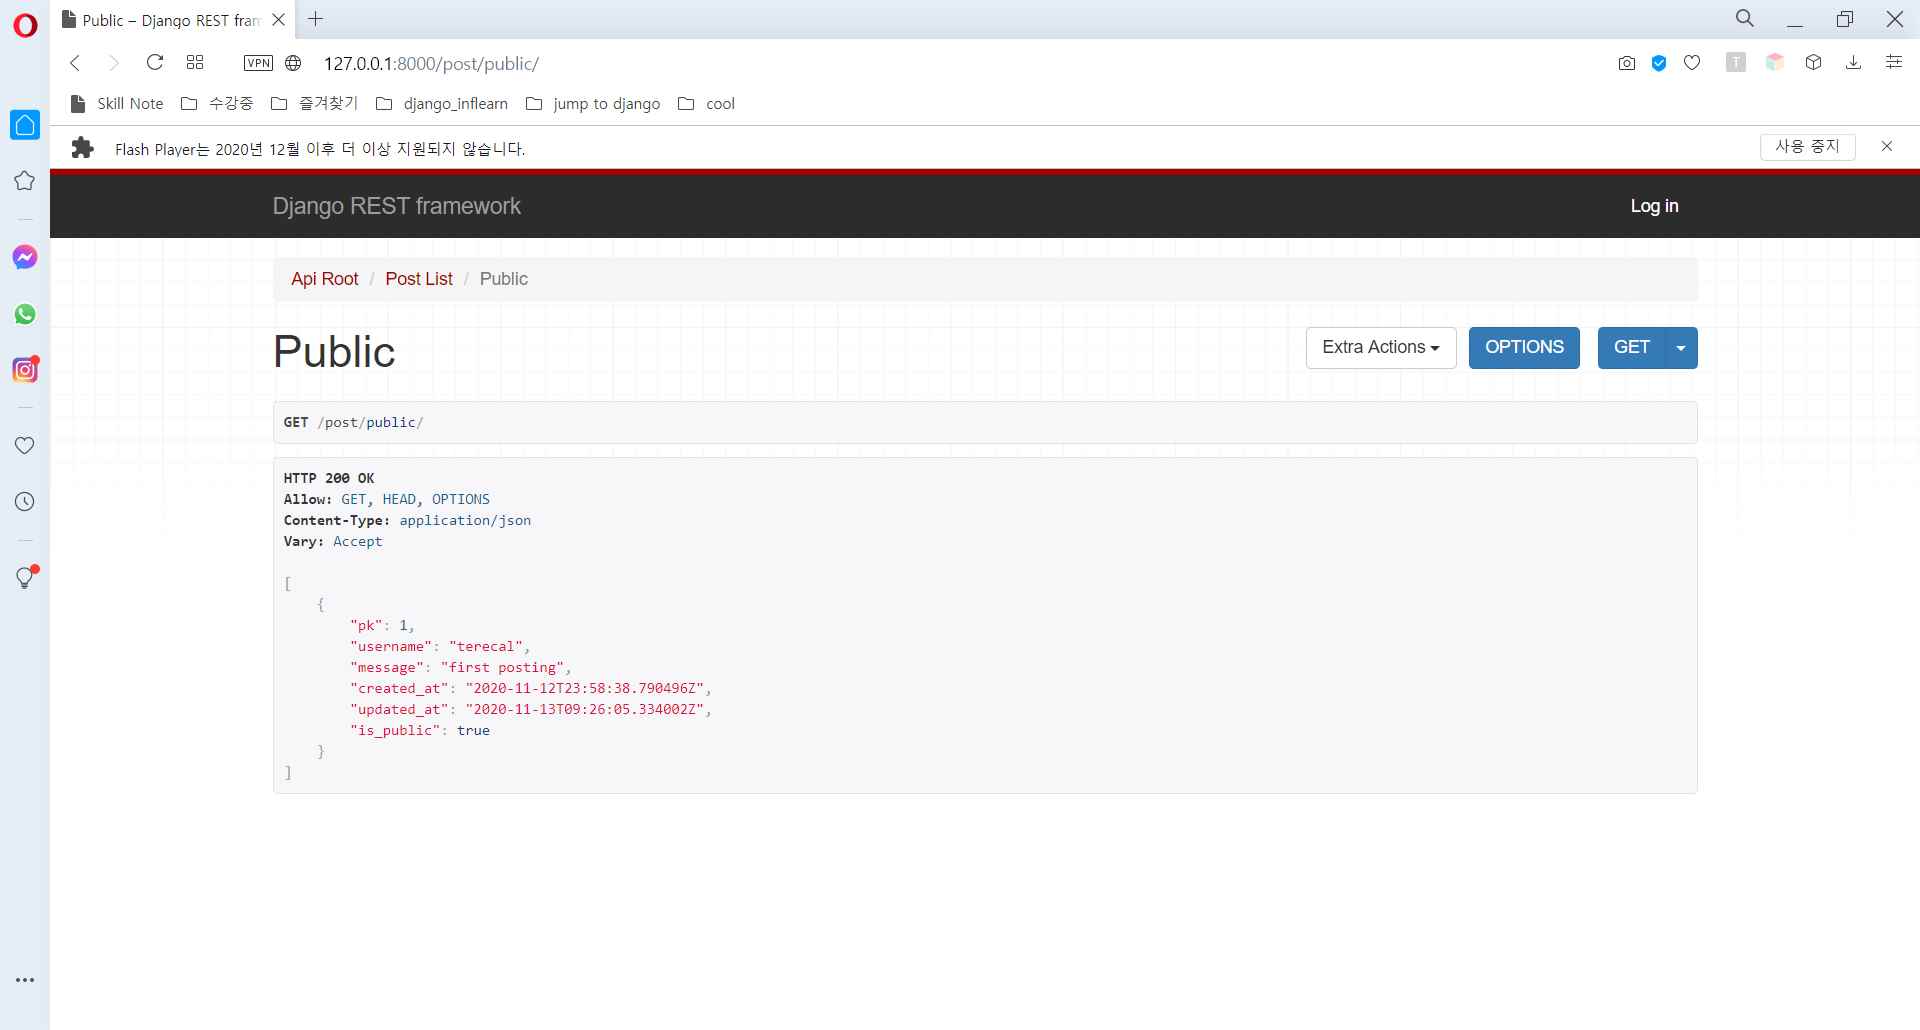 Public – Django REST fram
VPN 127.0.0.1:8000/post/public/
T
Skill Note 수강중 즐겨찾기 django_inflearn jump to django cool
Flash Player는 2020년 12월 이후 더 이상 지원되지 않습니다. 사용 중지
Django REST framework Log in
Api Root / Post List / Public
Public Extra Actions OPTIONS GET
GET /post/public/
HTTP 200 OK
Allow: GET, HEAD, OPTIONS
Content-Type: application/json
Vary: Accept
[
    {
        "pk": 1,
        "username": "terecal",
        "message": "first posting",
        "created_at": "2020-11-12T23:58:38.790496Z",
        "updated_at": "2020-11-13T09:26:05.334002Z",
        "is_public": true
    }
]